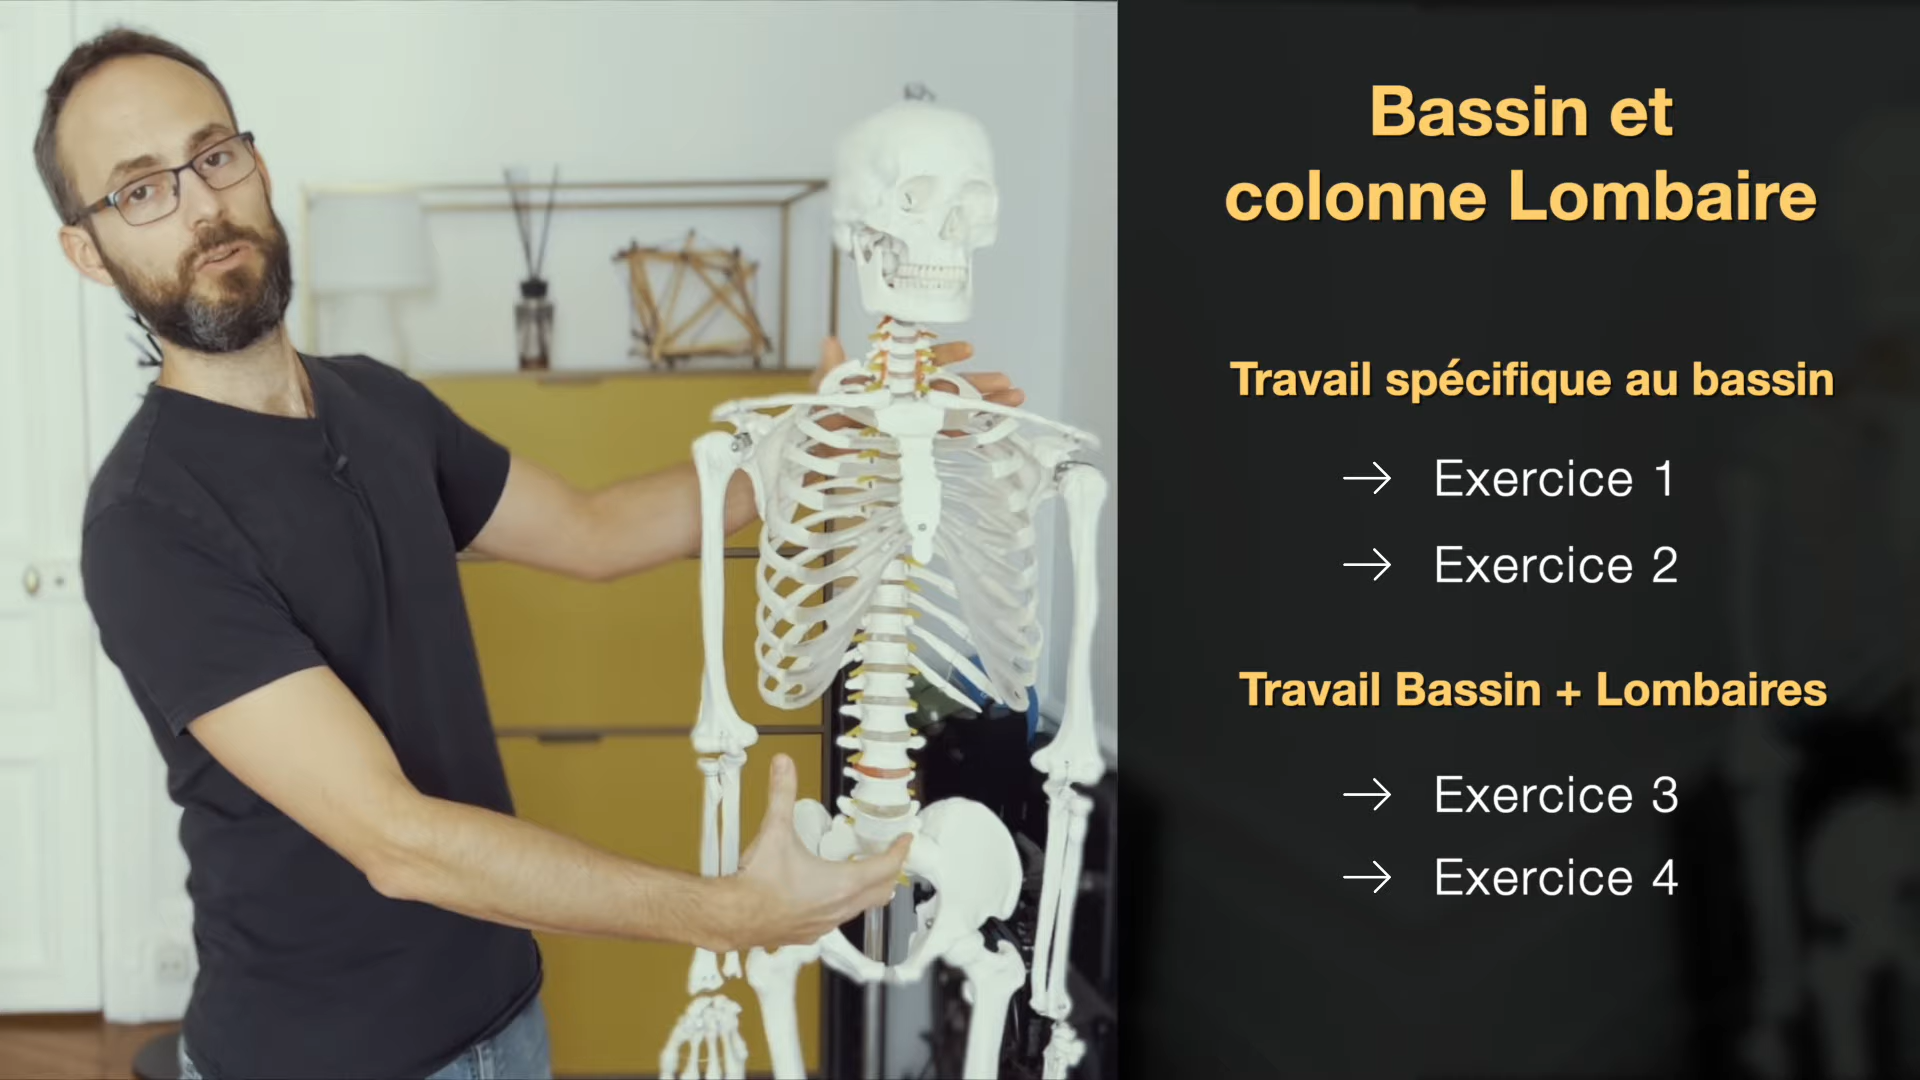 Bassin et
colonne Lombaire
Travail spécifique au bassin
→ Exercice 1
→ Exercice 2
Travail Bassin + Lombaires
→ Exercice 3
→ Exercice 4